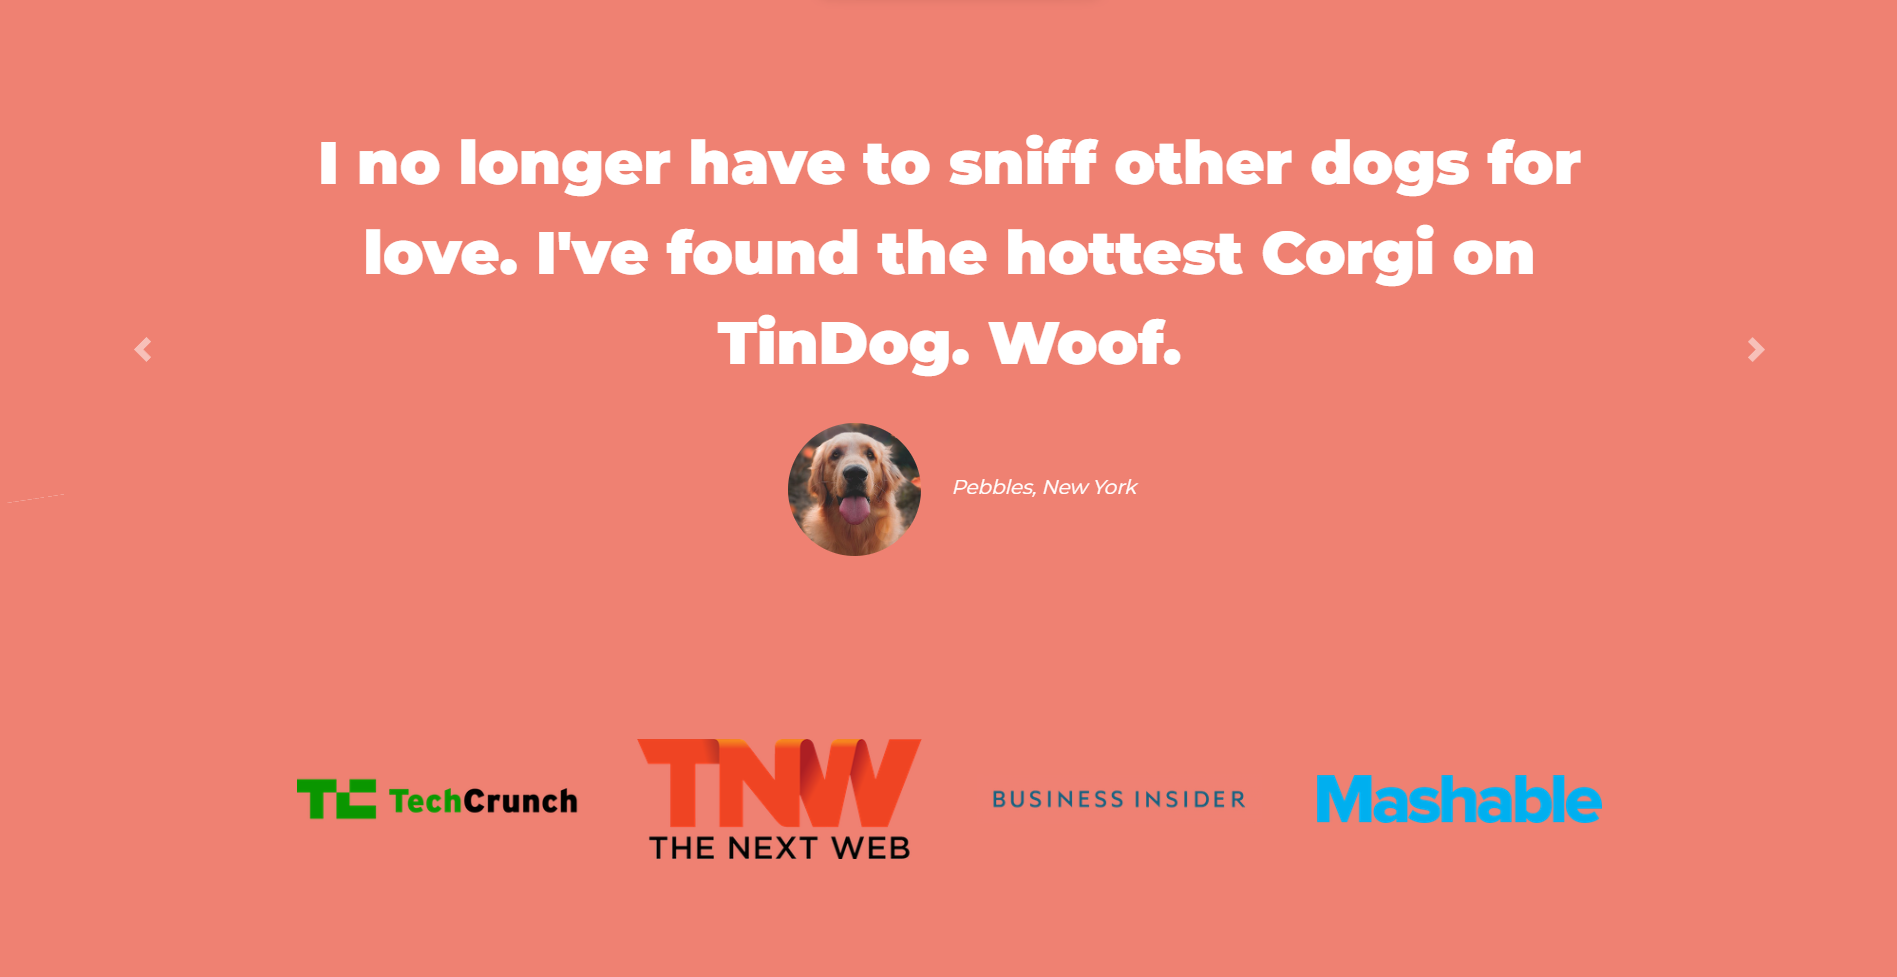 I no longer have to sniff other dogs for
love. I've found the hottest Corgi on
TinDog. Woof.
Pebbles, New York
TC TechCrunch
TNW
THE NEXT WEB
BUSINESS INSIDER
Mashable